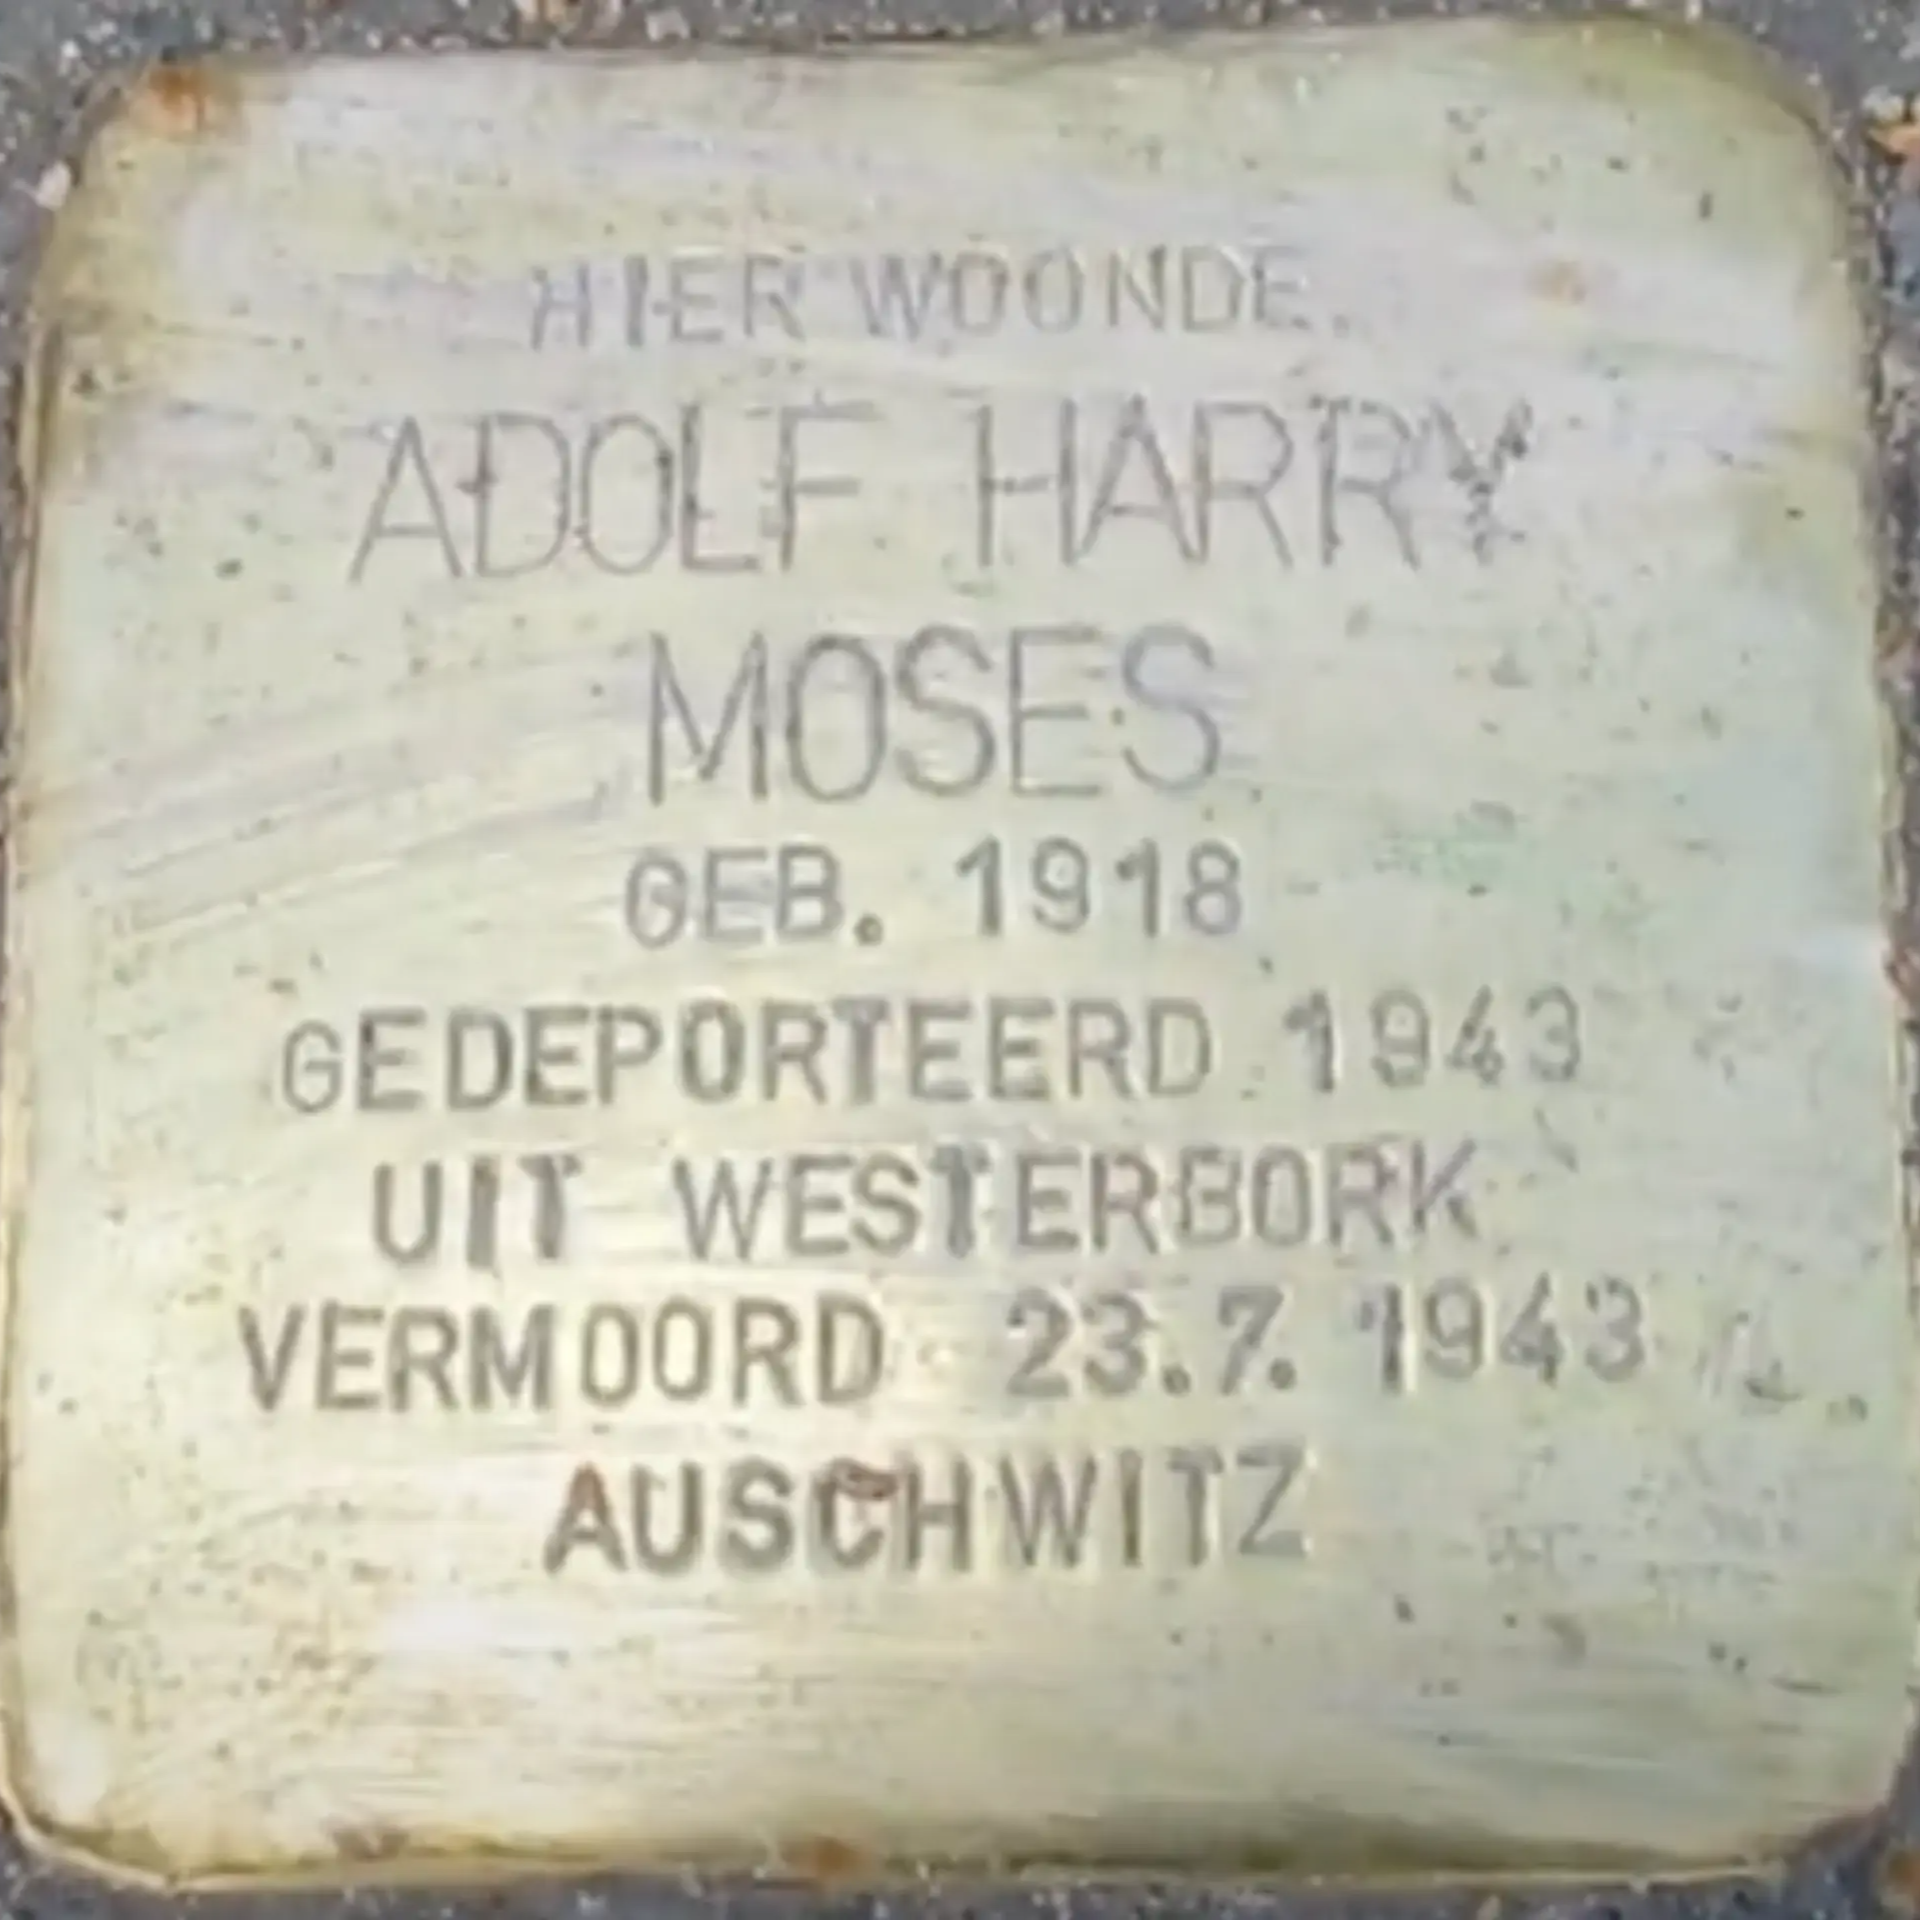 HIER WOONDE
ADOLF HARRY
MOSES
GEB. 1918
GEDEPORTEERD 1943
UIT WESTERBORK
VERMOORD 23.7. 1943
AUSCHWITZ